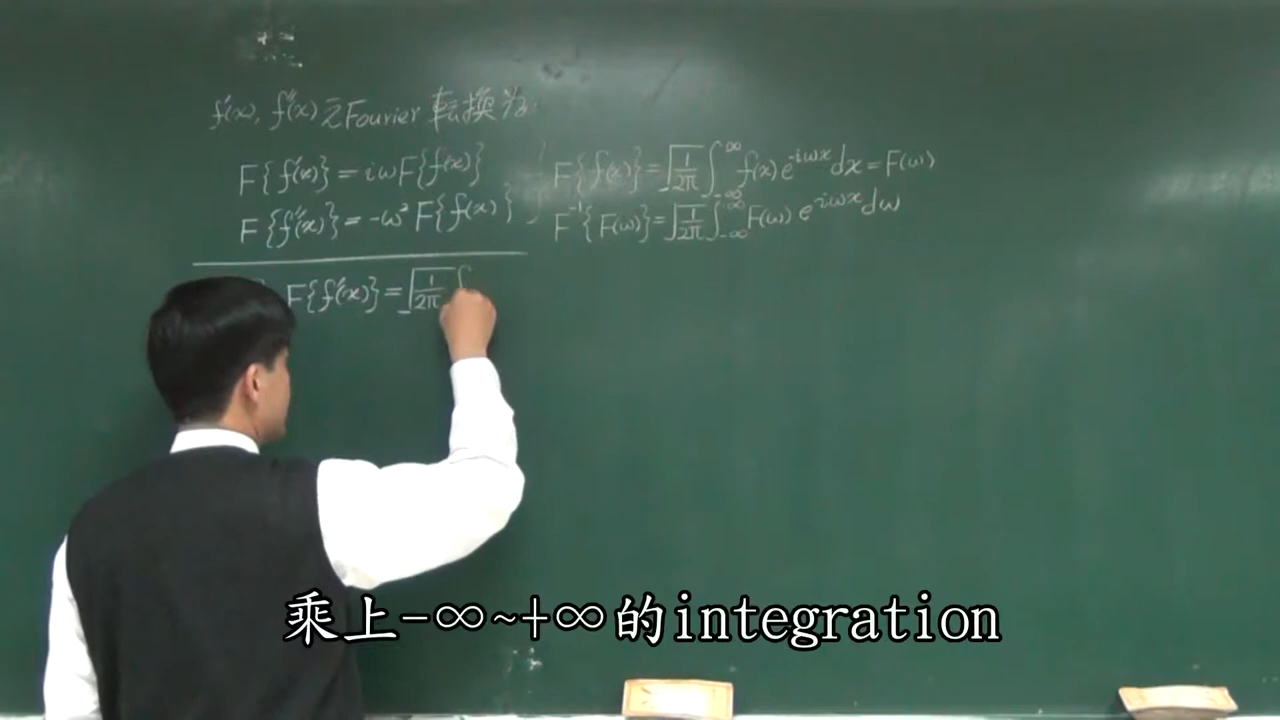 f'(x), f''(x) 之Fourier 転換為:
F{f'(x)} = iωF{f(x)}
F{f''(x)} = -ω² F{f(x)}
F{f(x)} = √(1/2π) ∫_{-∞}^{∞} f(x) e^{-iωx} dx = F(ω)
F⁻¹{F(ω)} = √(1/2π) ∫_{-∞}^{∞} F(ω) e^{-iωx} dω
F{f'(x)} = √(1/2π) ∫
乘上-∞~+∞的integration